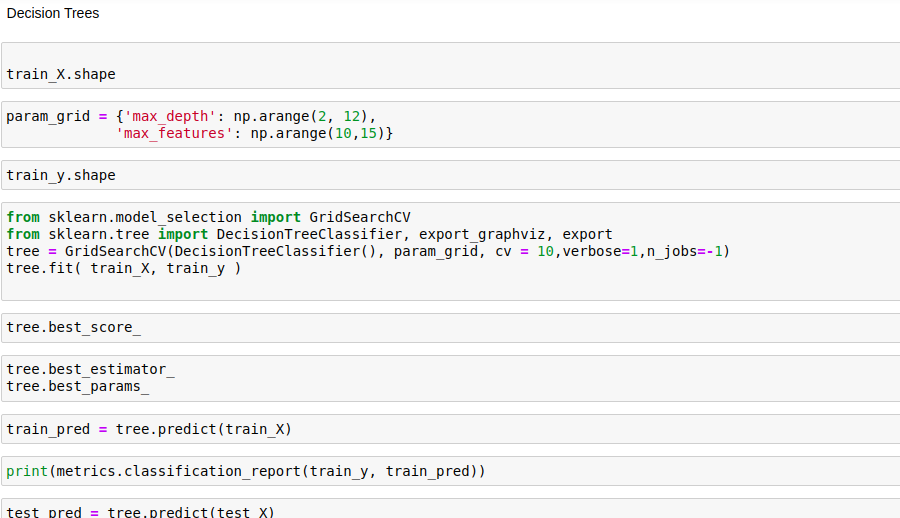 Decision Trees
train_X.shape
param_grid = {'max_depth': np.arange(2, 12),
'max_features': np.arange(10,15)}
train_y.shape
from sklearn.model_selection import GridSearchCV
from sklearn.tree import DecisionTreeClassifier, export_graphviz, export
tree = GridSearchCV(DecisionTreeClassifier(), param_grid, cv = 10,verbose=1,n_jobs=-1)
tree.fit( train_X, train_y )
tree.best_score_
tree.best_estimator_
tree.best_params_
train_pred = tree.predict(train_X)
print(metrics.classification_report(train_y, train_pred))
test_pred = tree.predict(test_X)